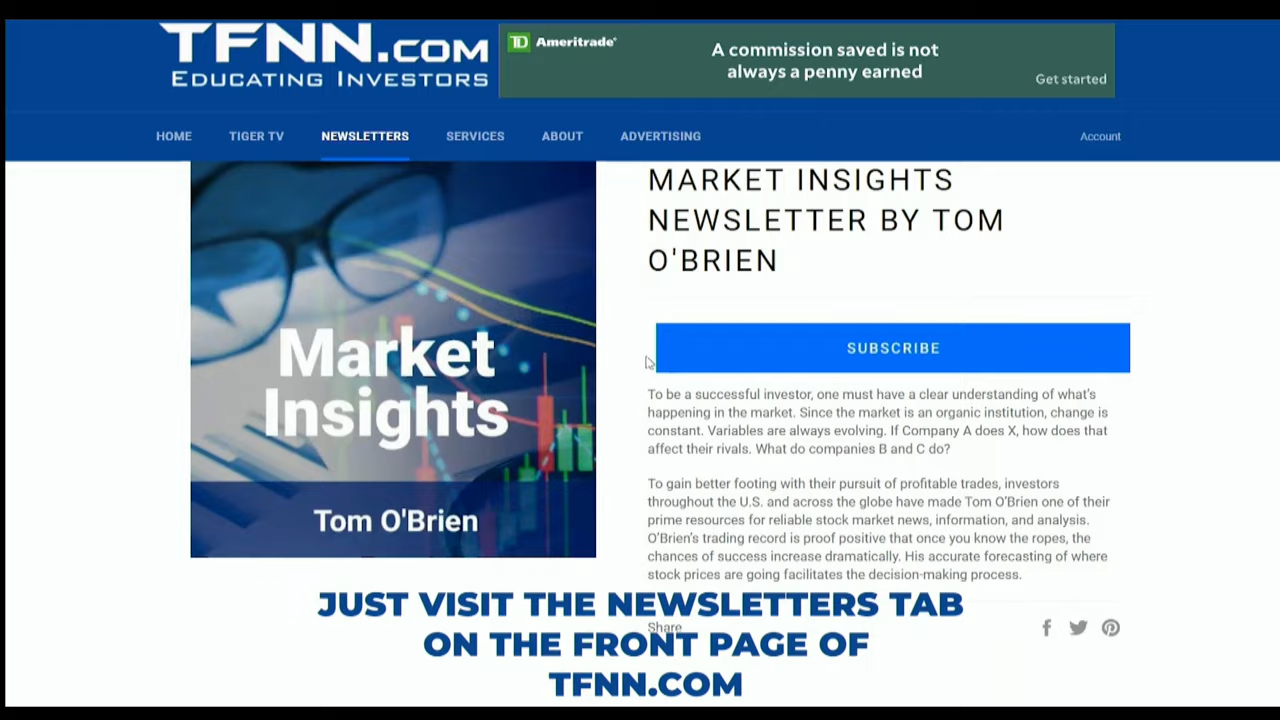 TFNN.COM
EDUCATING INVESTORS
TD Ameritrade®
A commission saved is not
always a penny earned
Get started
HOME
TIGER TV
NEWSLETTERS
SERVICES
ABOUT
ADVERTISING
Account
Market
Insights
Tom O'Brien
MARKET INSIGHTS
NEWSLETTER BY TOM
O'BRIEN
SUBSCRIBE
To be a successful investor, one must have a clear understanding of what's
happening in the market. Since the market is an organic institution, change is
constant. Variables are always evolving. If Company A does X, how does that
affect their rivals. What do companies B and C do?
To gain better footing with their pursuit of profitable trades, investors
throughout the U.S. and across the globe have made Tom O'Brien one of their
prime resources for reliable stock market news, information, and analysis.
O'Brien's trading record is proof positive that once you know the ropes, the
chances of success increase dramatically. His accurate forecasting of where
stock prices are going facilitates the decision-making process.
Share
JUST VISIT THE NEWSLETTERS TAB
ON THE FRONT PAGE OF
TFNN.COM